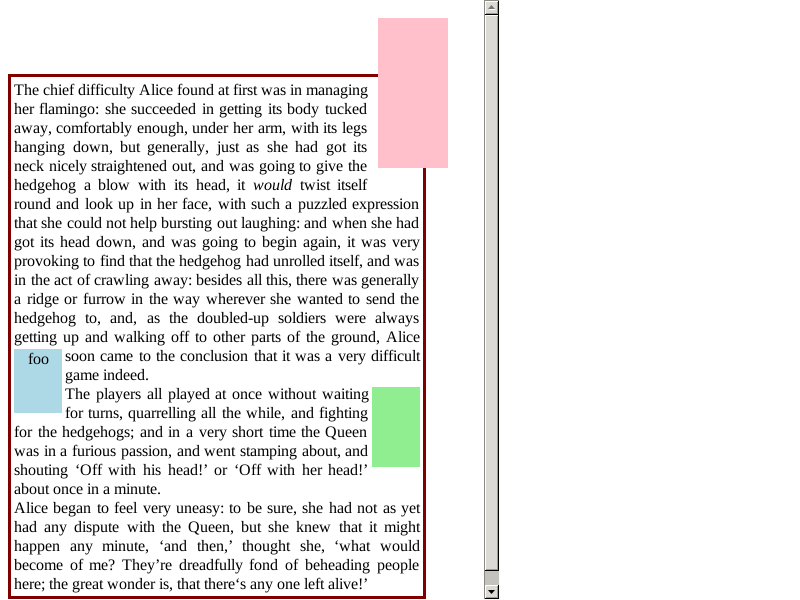 The chief difficulty Alice found at first was in managing
her flamingo: she succeeded in getting its body tucked
away, comfortably enough, under her arm, with its legs
hanging down, but generally, just as she had got its
neck nicely straightened out, and was going to give the
hedgehog a blow with its head, it would twist itself
round and look up in her face, with such a puzzled expression
that she could not help bursting out laughing: and when she had
got its head down, and was going to begin again, it was very
provoking to find that the hedgehog had unrolled itself, and was
in the act of crawling away: besides all this, there was generally
a ridge or furrow in the way wherever she wanted to send the
hedgehog to, and, as the doubled-up soldiers were always
getting up and walking off to other parts of the ground, Alice
foo
soon came to the conclusion that it was a very difficult
game indeed.
The players all played at once without waiting
for turns, quarrelling all the while, and fighting
for the hedgehogs; and in a very short time the Queen
was in a furious passion, and went stamping about, and
shouting ‘Off with his head!’ or ‘Off with her head!’
about once in a minute.
Alice began to feel very uneasy: to be sure, she had not as yet
had any dispute with the Queen, but she knew that it might
happen any minute, ‘and then,’ thought she, ‘what would
become of me? They’re dreadfully fond of beheading people
here; the great wonder is, that there‘s any one left alive!’